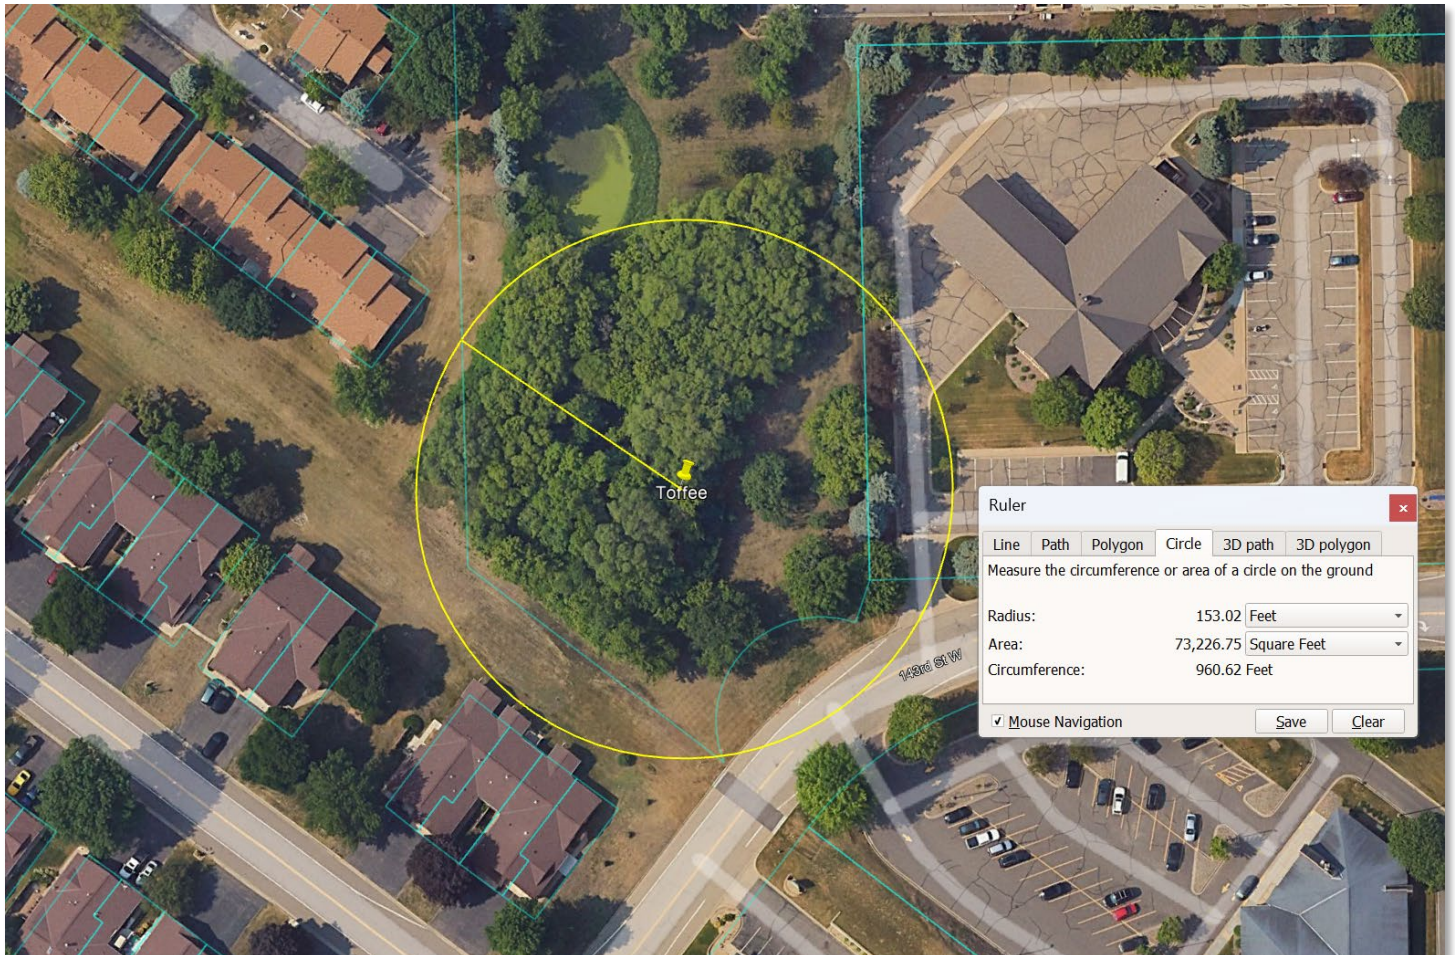 Toffee
143rd St W
Ruler
Line Path Polygon Circle 3D path 3D polygon
Measure the circumference or area of a circle on the ground
Radius: 153.02 Feet
Area: 73,226.75 Square Feet
Circumference: 960.62 Feet
Mouse Navigation Save Clear